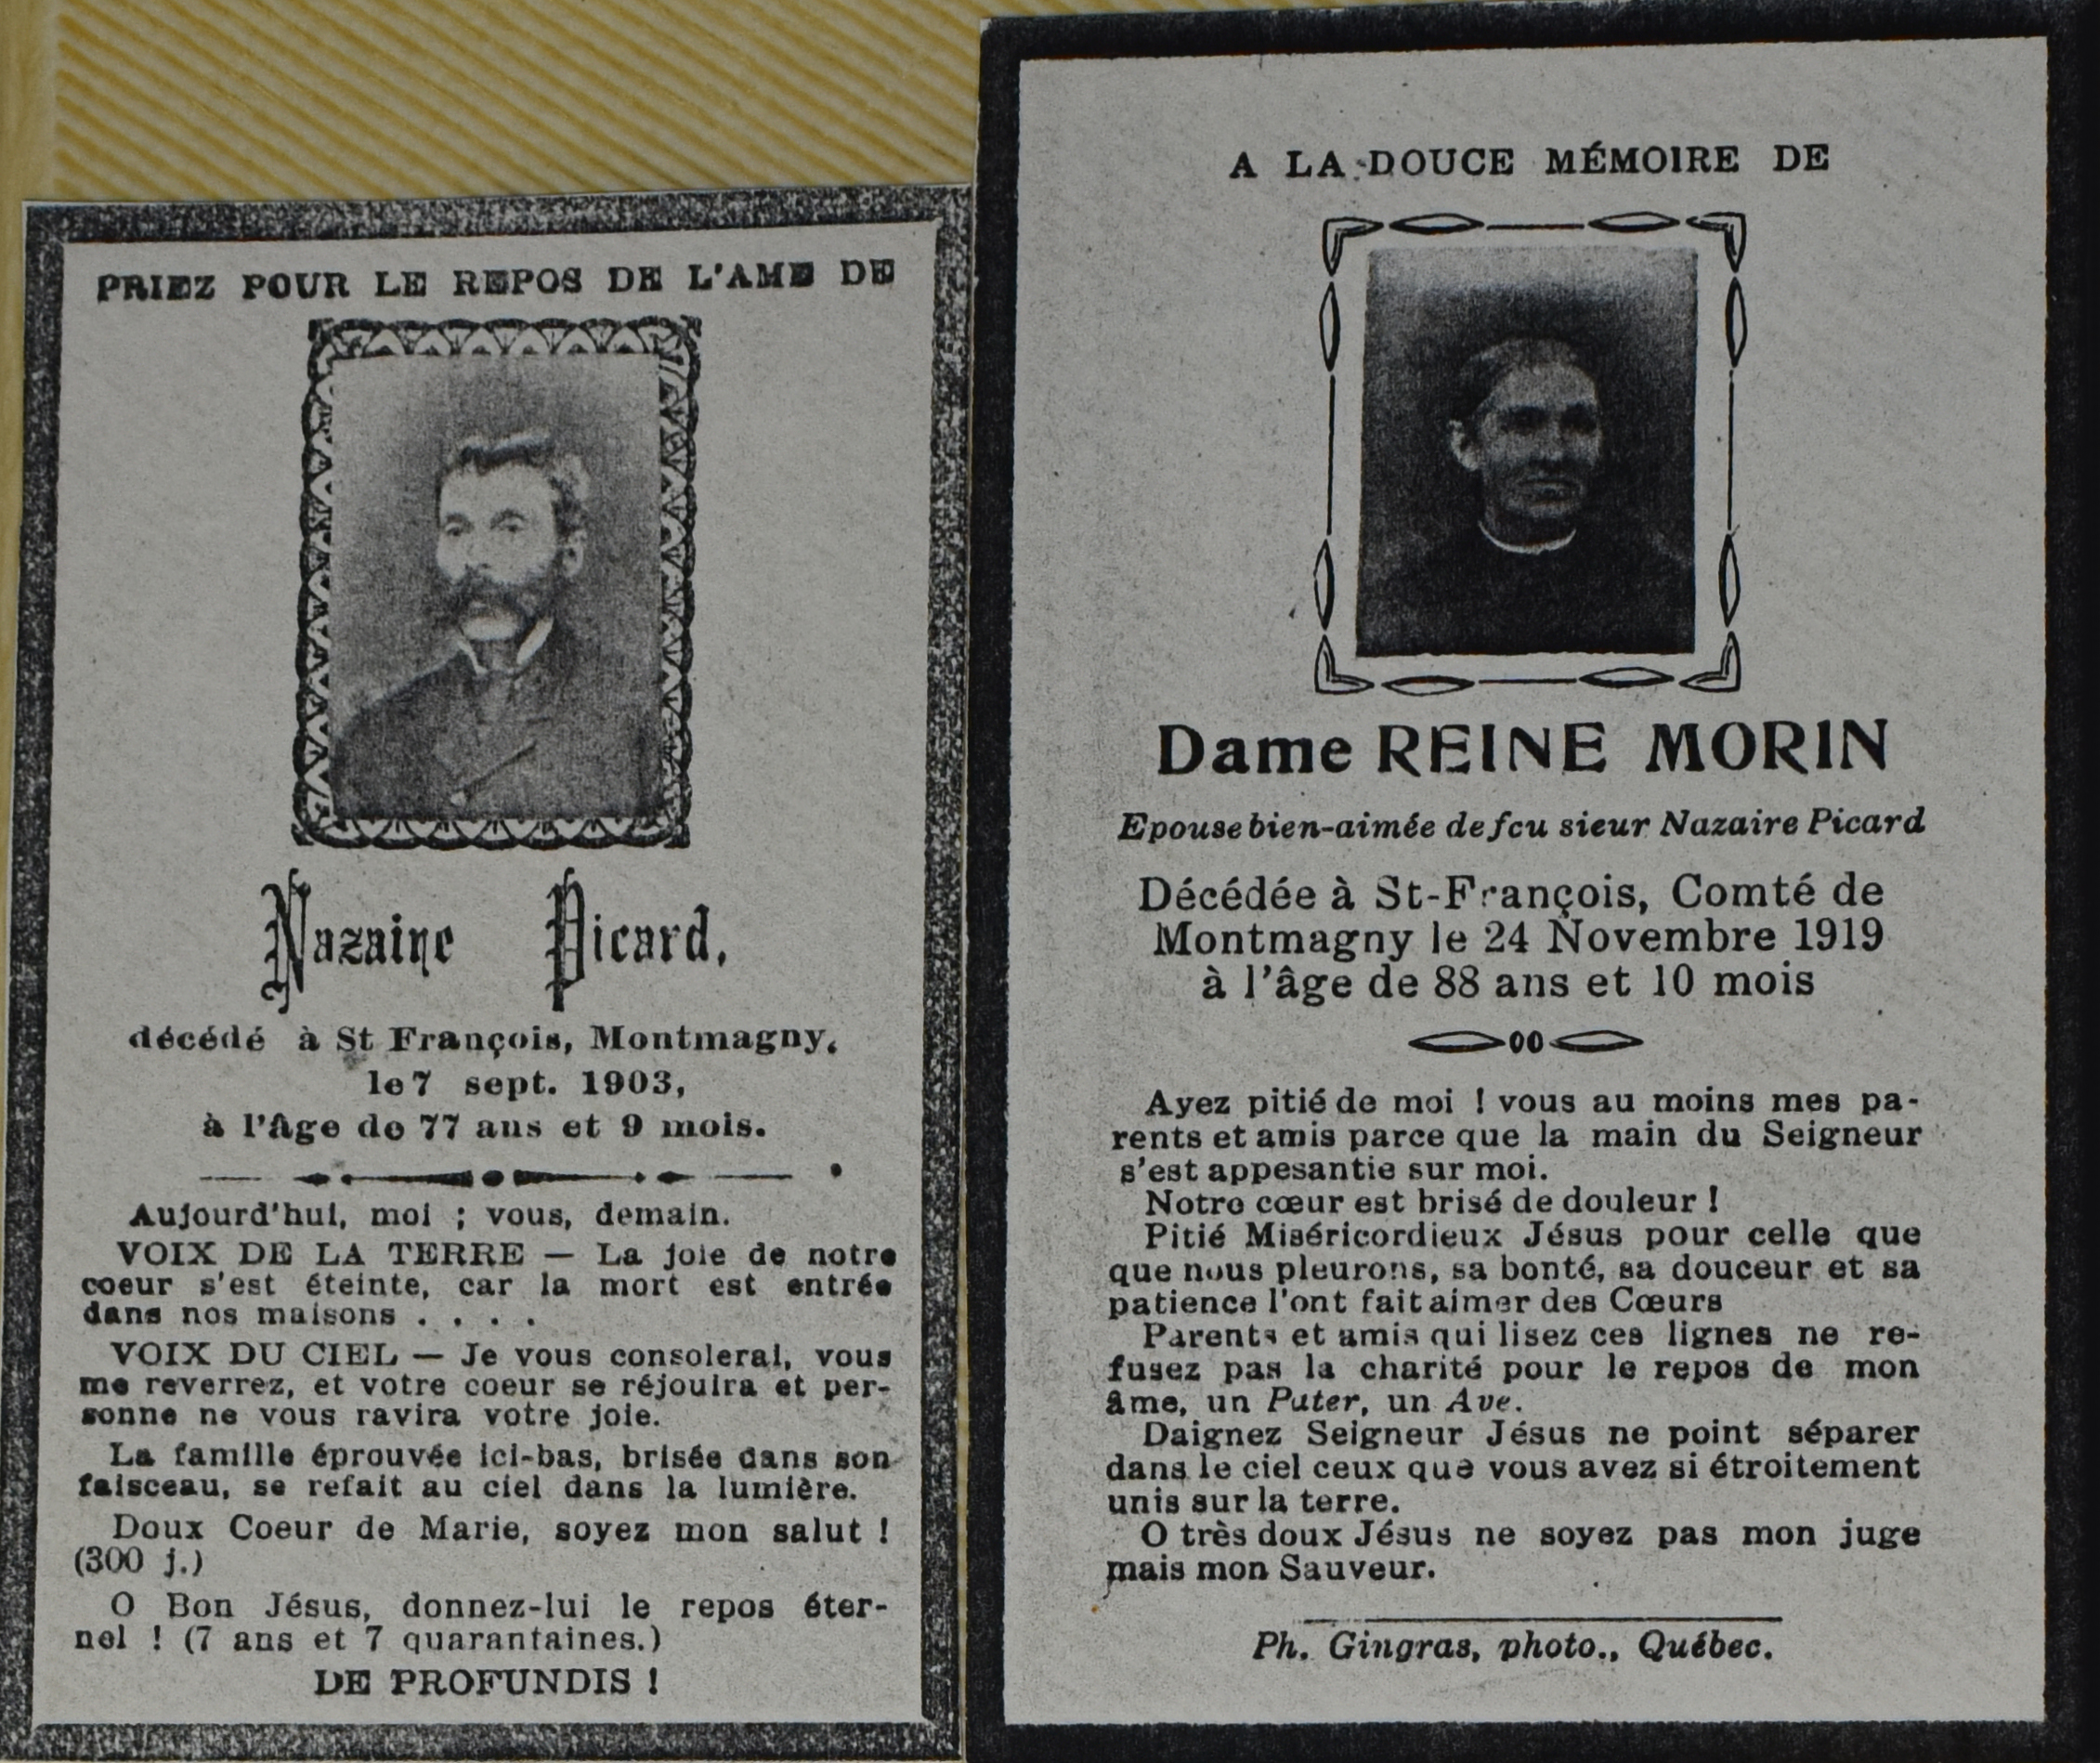 PRIEZ POUR LE REPOS DE L'AME DE
Nazaire Picard,
décédé à St François, Montmagny,
le 7 sept. 1903,
à l'âge de 77 ans et 9 mois.
Aujourd'hui, moi ; vous, demain.
VOIX DE LA TERRE — La joie de notre
coeur s'est éteinte, car la mort est entrée
dans nos maisons . . . .
VOIX DU CIEL — Je vous consolerai, vous
me reverrez, et votre coeur se réjouira et per-
sonne ne vous ravira votre joie.
La famille éprouvée ici-bas, brisée dans son
faisceau, se refait au ciel dans la lumière.
Doux Coeur de Marie, soyez mon salut !
(300 j.)
O Bon Jésus, donnez-lui le repos éter-
nel ! (7 ans et 7 quarantaines.)
DE PROFUNDIS !
A LA DOUCE MÉMOIRE DE
Dame REINE MORIN
Epouse bien-aimée de feu sieur Nazaire Picard
Décédée à St-François, Comté de
Montmagny le 24 Novembre 1919
à l'âge de 88 ans et 10 mois
Ayez pitié de moi ! vous au moins mes pa-
rents et amis parce que la main du Seigneur
s'est appesantie sur moi.
Notre cœur est brisé de douleur !
Pitié Miséricordieux Jésus pour celle que
que nous pleurons, sa bonté, sa douceur et sa
patience l'ont fait aimer des Cœurs
Parents et amis qui lisez ces lignes ne re-
fusez pas la charité pour le repos de mon
âme, un Pater, un Ave.
Daignez Seigneur Jésus ne point séparer
dans le ciel ceux que vous avez si étroitement
unis sur la terre.
O très doux Jésus ne soyez pas mon juge
mais mon Sauveur.
Ph. Gingras, photo., Québec.